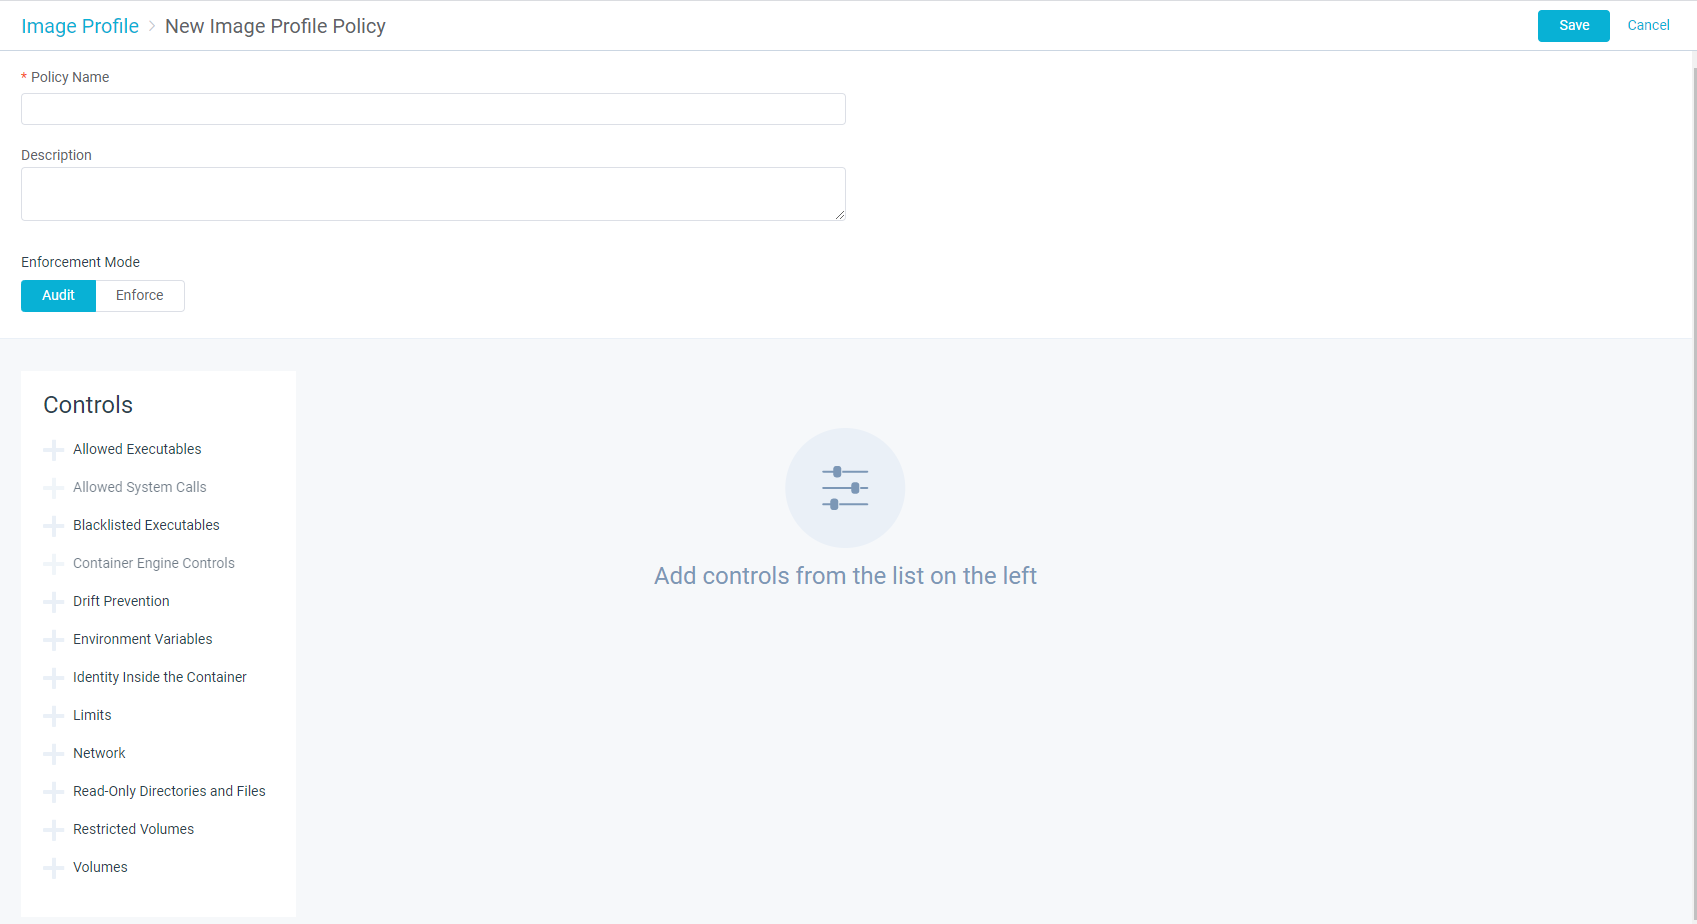 Image Profile > New Image Profile Policy
Save
Cancel
* Policy Name
Description
Enforcement Mode
Audit
Enforce
Controls
Allowed Executables
Allowed System Calls
Blacklisted Executables
Container Engine Controls
Drift Prevention
Environment Variables
Identity Inside the Container
Limits
Network
Read-Only Directories and Files
Restricted Volumes
Volumes
Add controls from the list on the left